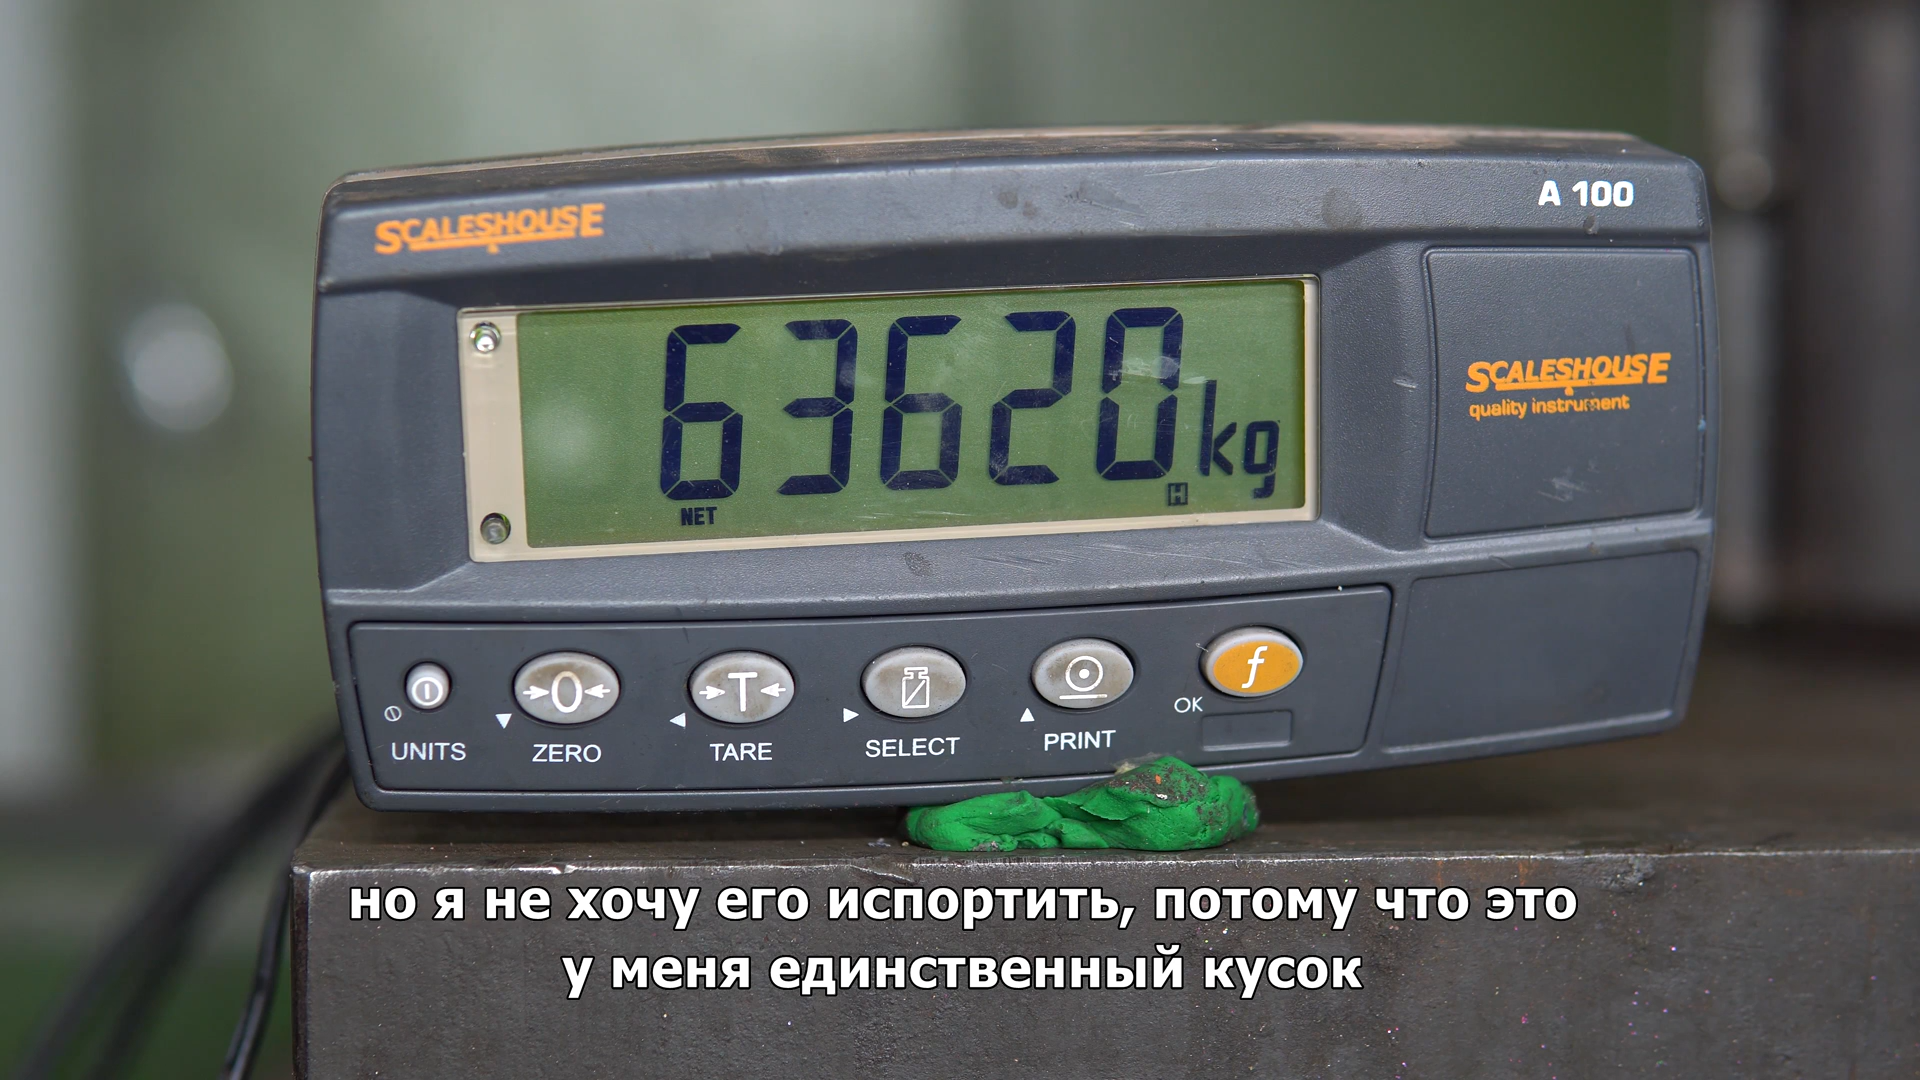 SCALESHOUSE
A 100
63620 kg
NET
H
SCALESHOUSE
quality instrument
UNITS
ZERO
TARE
SELECT
PRINT
OK
f
но я не хочу его испортить, потому что это
у меня единственный кусок